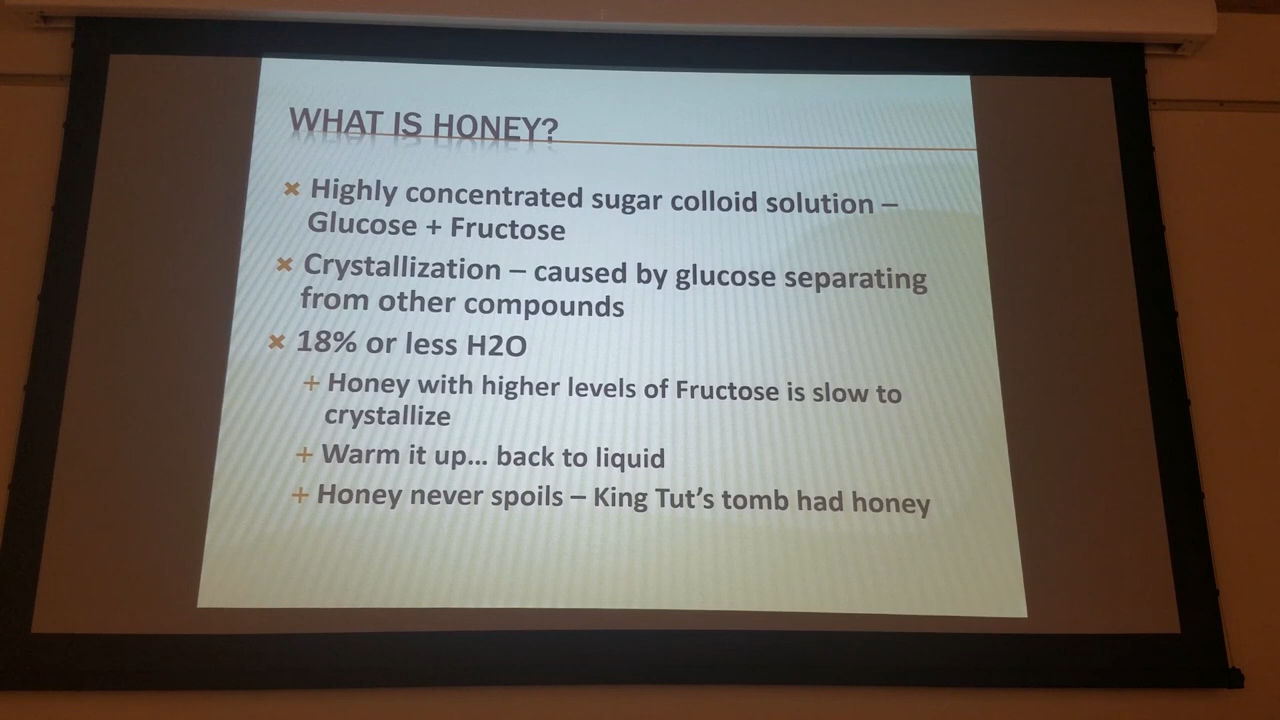 WHAT IS HONEY?
Highly concentrated sugar colloid solution –
Glucose + Fructose
Crystallization – caused by glucose separating
from other compounds
18% or less H2O
+ Honey with higher levels of Fructose is slow to
crystallize
+ Warm it up... back to liquid
+ Honey never spoils – King Tut's tomb had honey